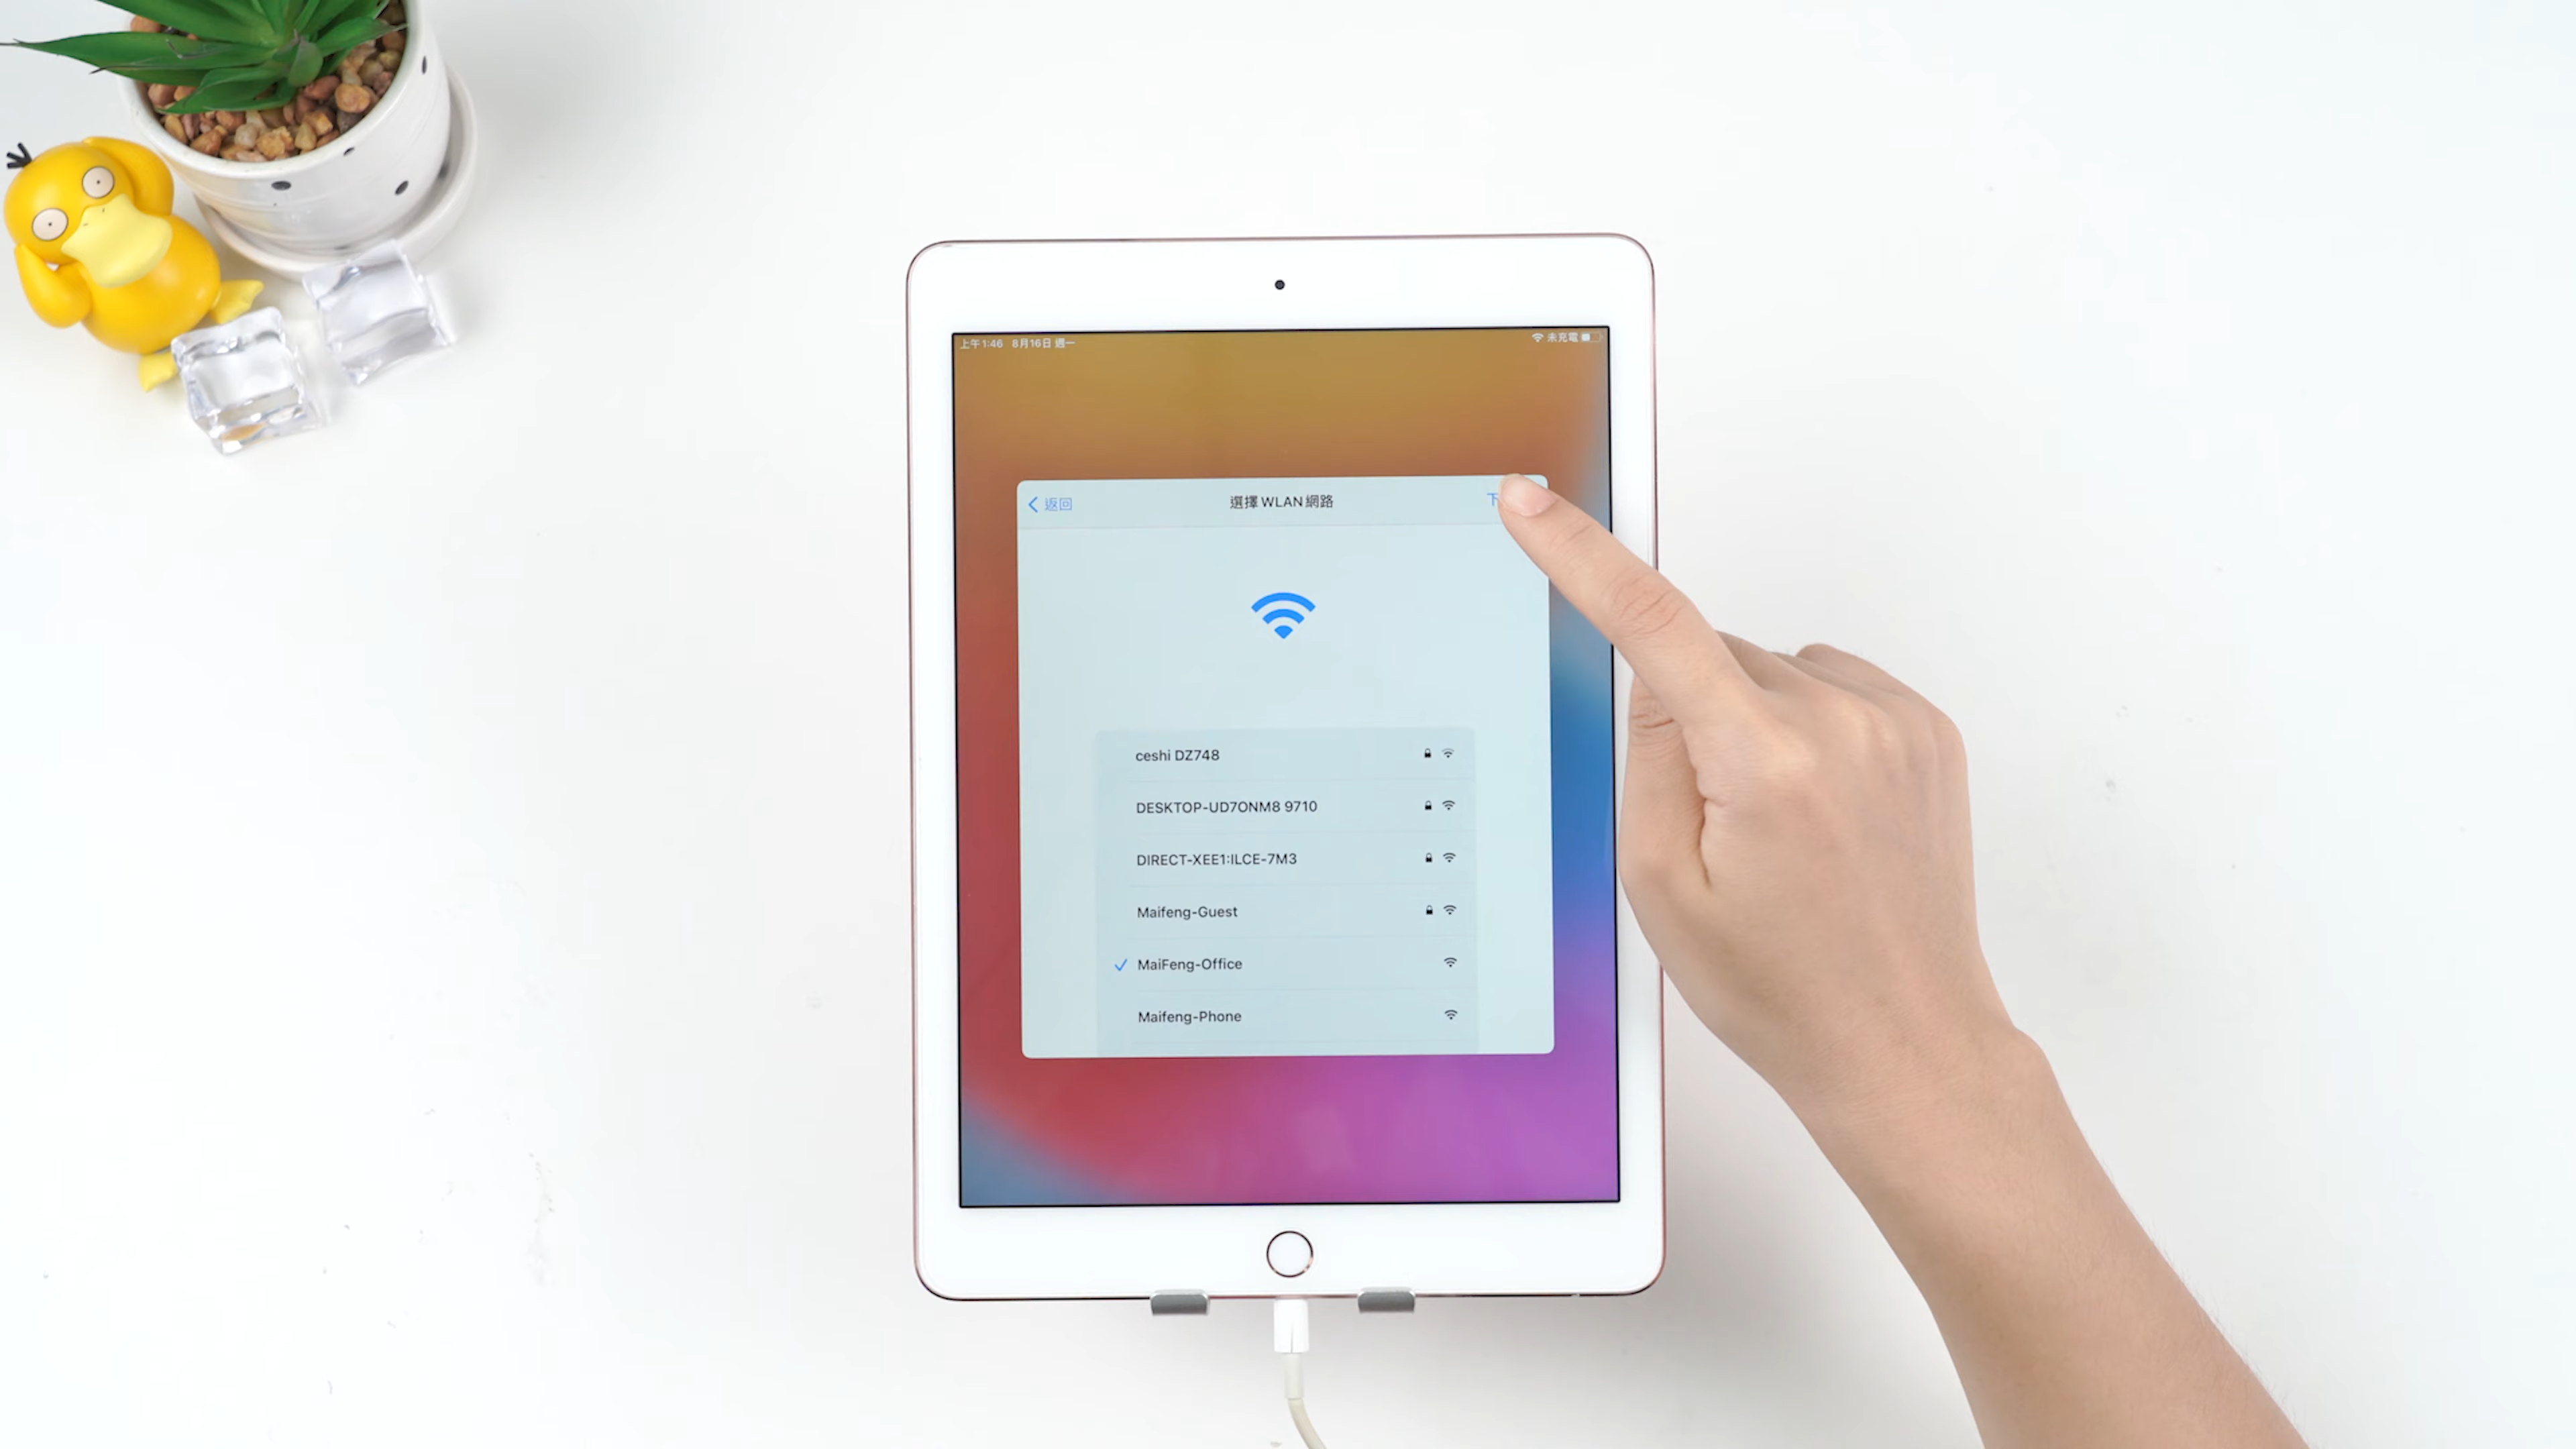 上午1:46 8月16日 週一
未充電
返回
選擇 WLAN 網路
下
ceshi DZ748
DESKTOP-UD7ONM8 9710
DIRECT-XEE1:ILCE-7M3
Maifeng-Guest
MaiFeng-Office
Maifeng-Phone